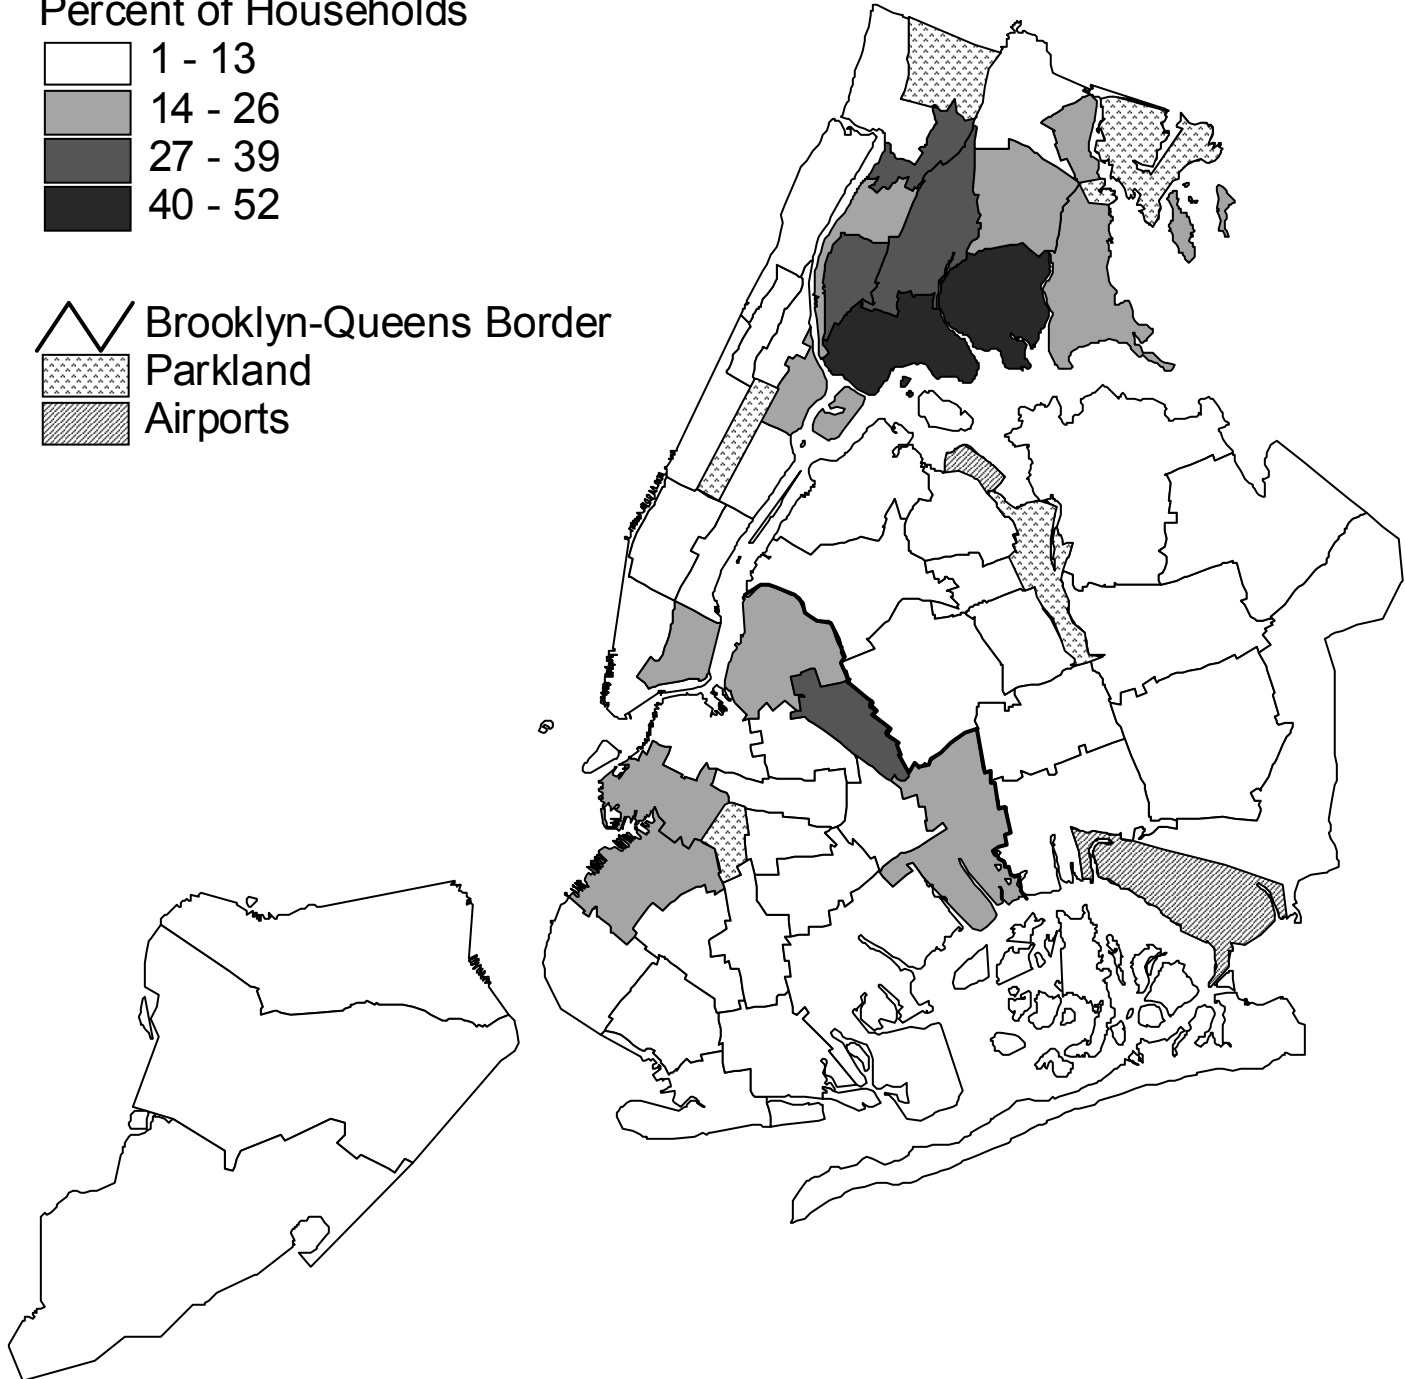 Percent of Households
1 - 13
14 - 26
27 - 39
40 - 52
Brooklyn-Queens Border
Parkland
Airports